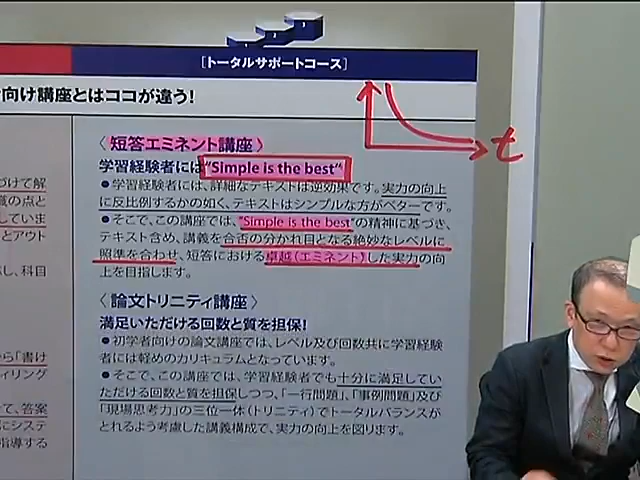 [トータルサポートコース]
向け講座とはココが違う!
t
〈短答エミネント講座〉
学習経験者には"Simple is the best"
●学習経験者には、詳細なテキストは逆効果です。実力の向上
に反比例するかの如く、テキストはシンプルな方がベターです。
●そこで、この講座では、"Simple is the best"の精神に基づき、
テキスト含め、講義を合否の分かれ目となる絶妙なレベルに
照準を合わせ、短答における卓越(エミネント)した実力の向
上を目指します。
〈論文トリニティ講座〉
満足いただける回数と質を担保!
●初学者向けの論文講座では、レベル及び回数共に学習経験
者には軽めのカリキュラムとなっています。
●そこで、この講座では、学習経験者でも十分に満足してい
ただける回数と質を担保しつつ、「一行問題」、「事例問題」及び
「現場思考力」の三位一体(トリニティ)でトータルバランスが
とれるよう考慮した講義構成で、実力の向上を図ります。
づけて解
識の点と
していま
とアウト
し、科目
から「書け
ィリング
せて、答案
にシステ
指導する